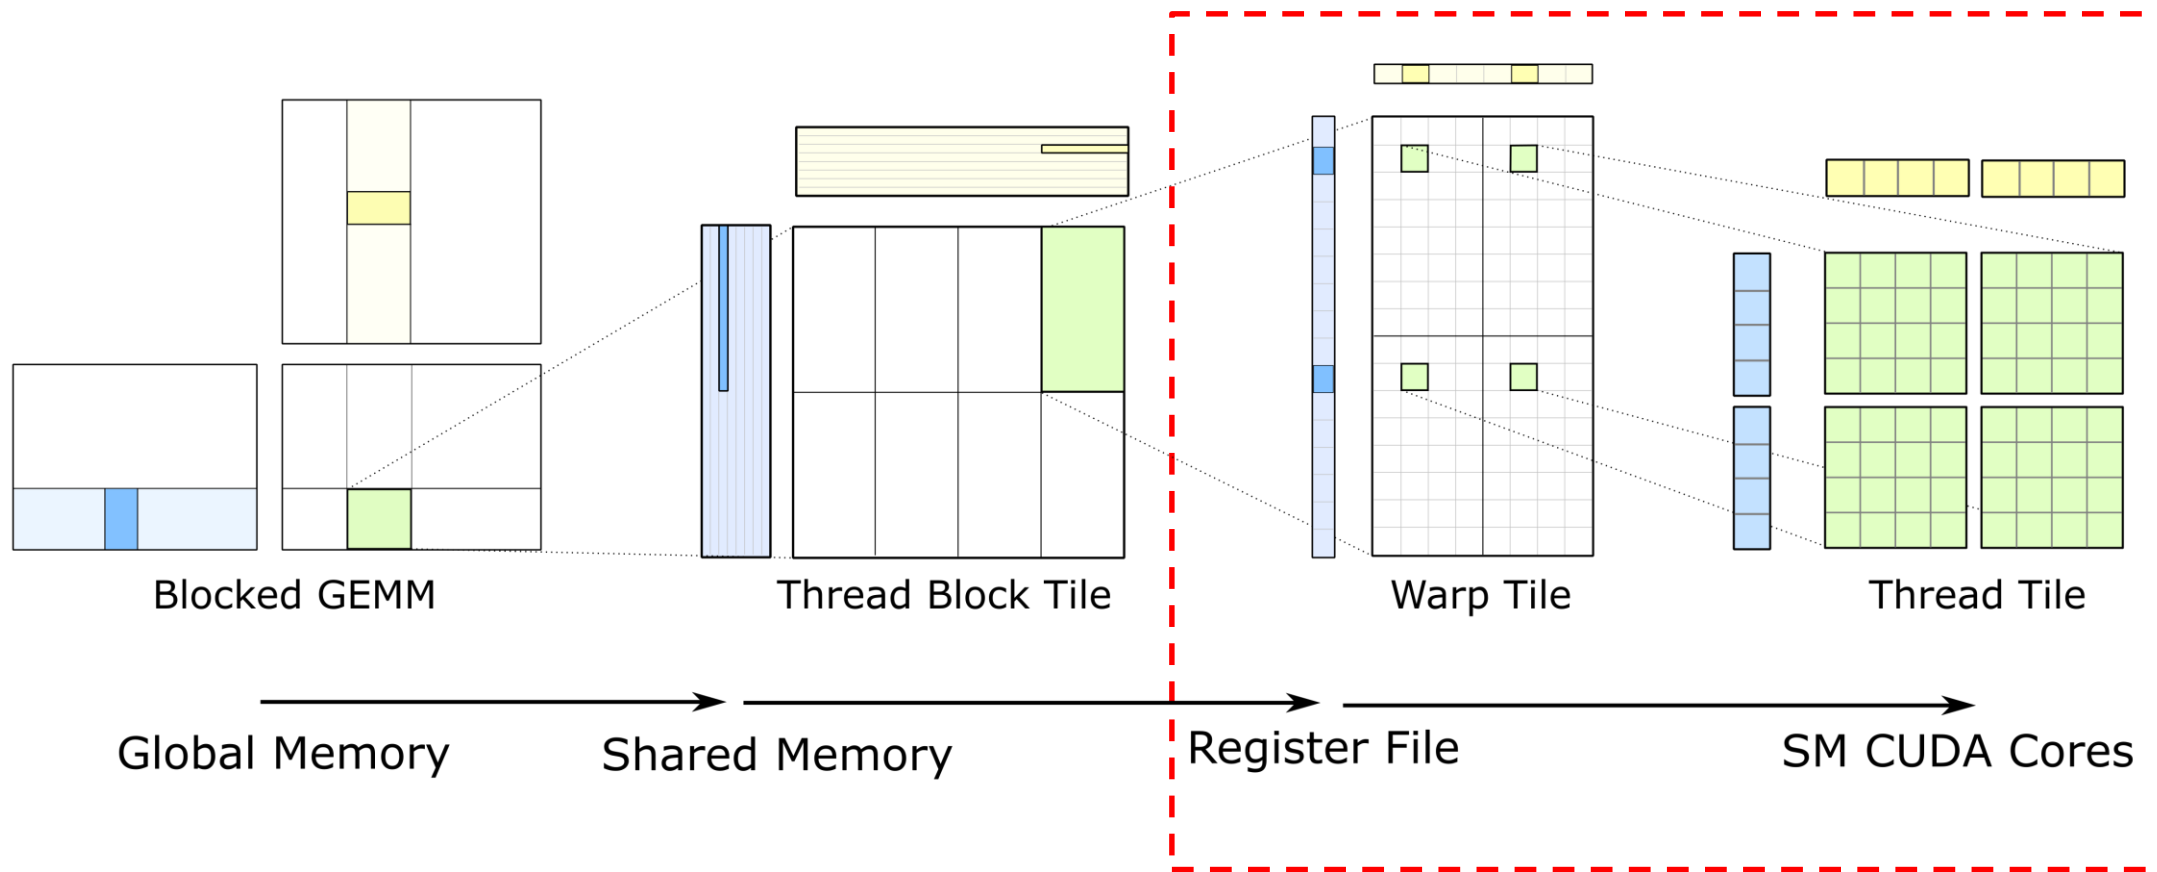 Blocked GEMM
Thread Block Tile
Warp Tile
Thread Tile
Global Memory
Shared Memory
Register File
SM CUDA Cores